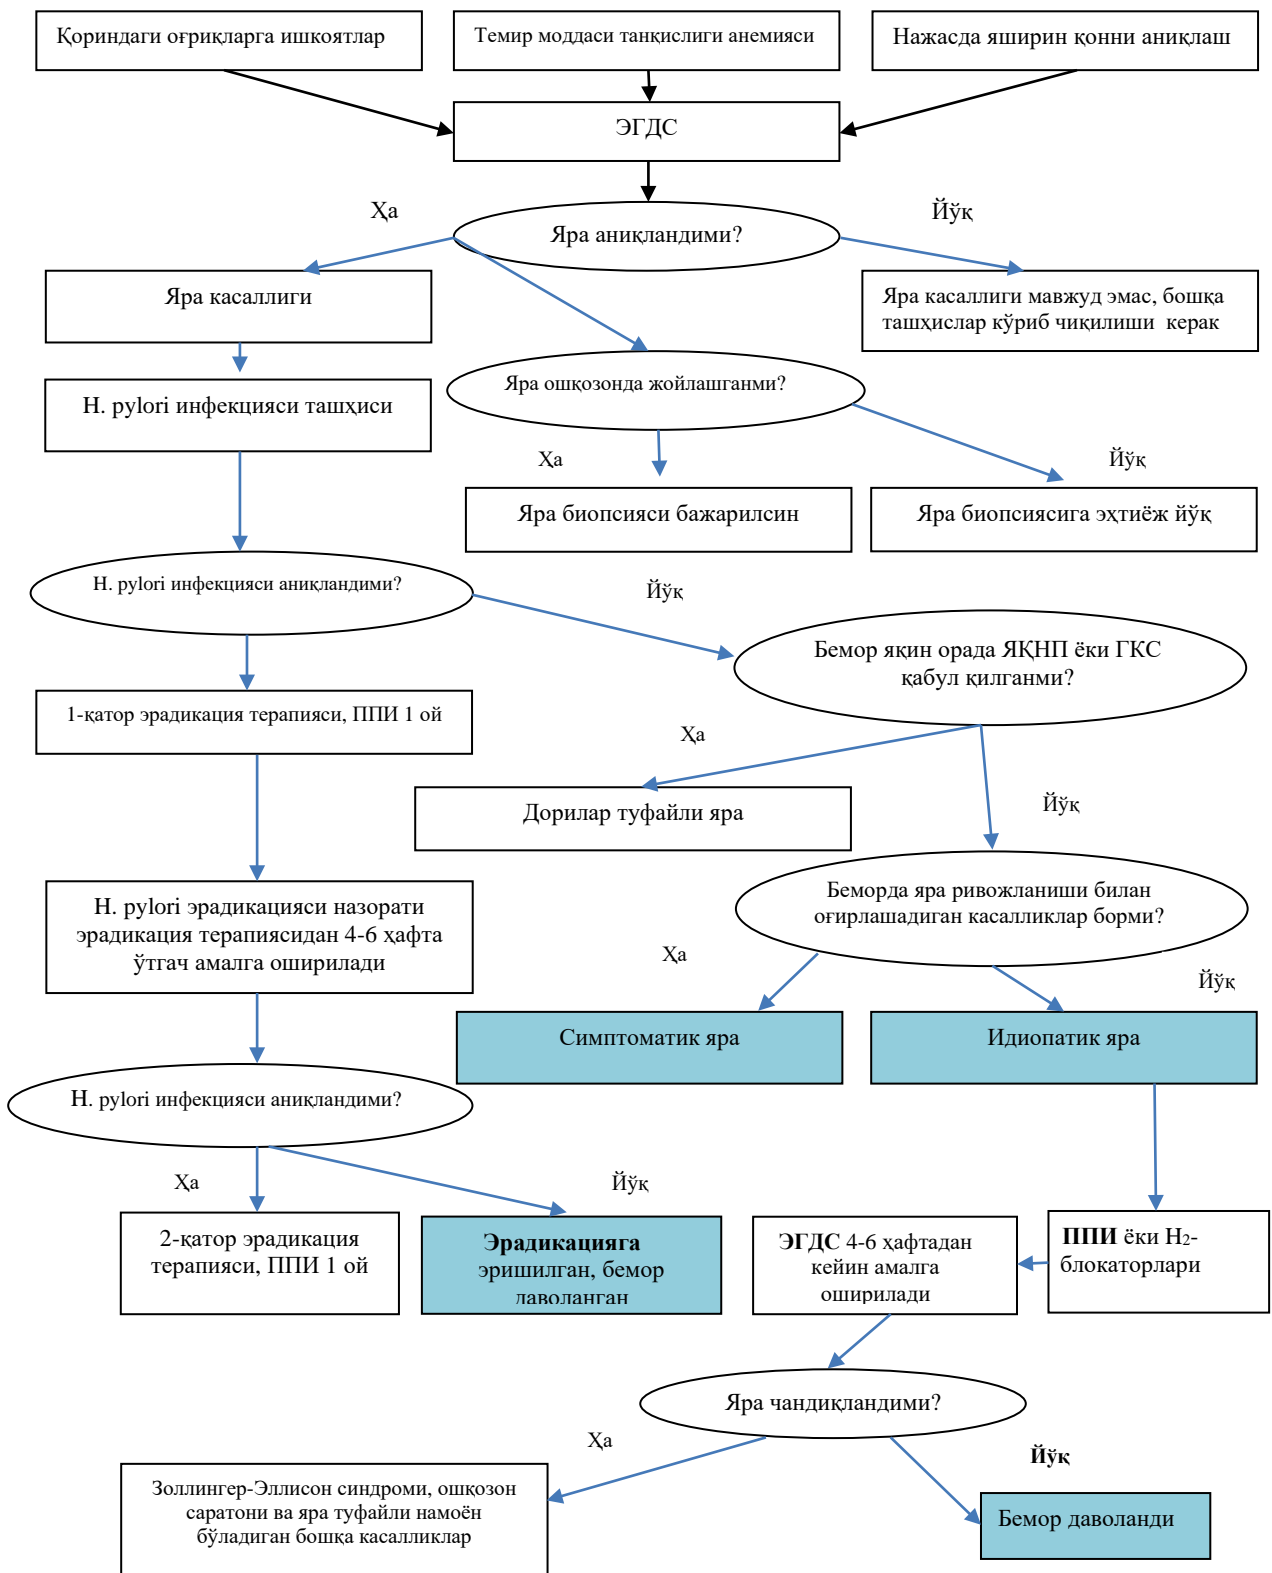 Қориндаги оғриқларга ишкоятлар
Темир моддаси танқислиги анемияси
Нажасда яширин қонни аниқлаш
ЭГДС
Ҳа
Яра аниқландими?
Йўқ
Яра касаллиги
Яра касаллиги мавжуд эмас, бошқа
ташҳислар кўриб чиқилиши керак
H. pylori инфекцияси ташҳиси
Яра ошқозонда жойлашганми?
Ҳа
Йўқ
Яра биопсияси бажарилсин
Яра биопсиясига эҳтиёж йўқ
H. pylori инфекцияси аниқландими?
Йўқ
Бемор яқин орада ЯҚНП ёки ГКС
қабул қилганми?
1-қатор эрадикация терапияси, ППИ 1 ой
Ҳа
Дорилар туфайли яра
Йўқ
H. pylori эрадикацияси назорати
эрадикация терапиясидан 4-6 ҳафта
ўтгач амалга оширилади
Беморда яра ривожланиши билан
оғирлашадиган касалликлар борми?
Ҳа
Йўқ
Симптоматик яра
Идиопатик яра
H. pylori инфекцияси аниқландими?
Ҳа
Йўқ
2-қатор эрадикация
терапияси, ППИ 1 ой
Эрадикацияга
эришилган, бемор
даволанган
ЭГДС 4-6 ҳафтадан
кейин амалга
оширилади
ППИ ёки H2-
блокаторлари
Яра чандиқландими?
Ҳа
Йўқ
Золлингер-Эллисон синдроми, ошқозон
саратони ва яра туфайли намоён
бўладиган бошқа касалликлар
Бемор даволанди